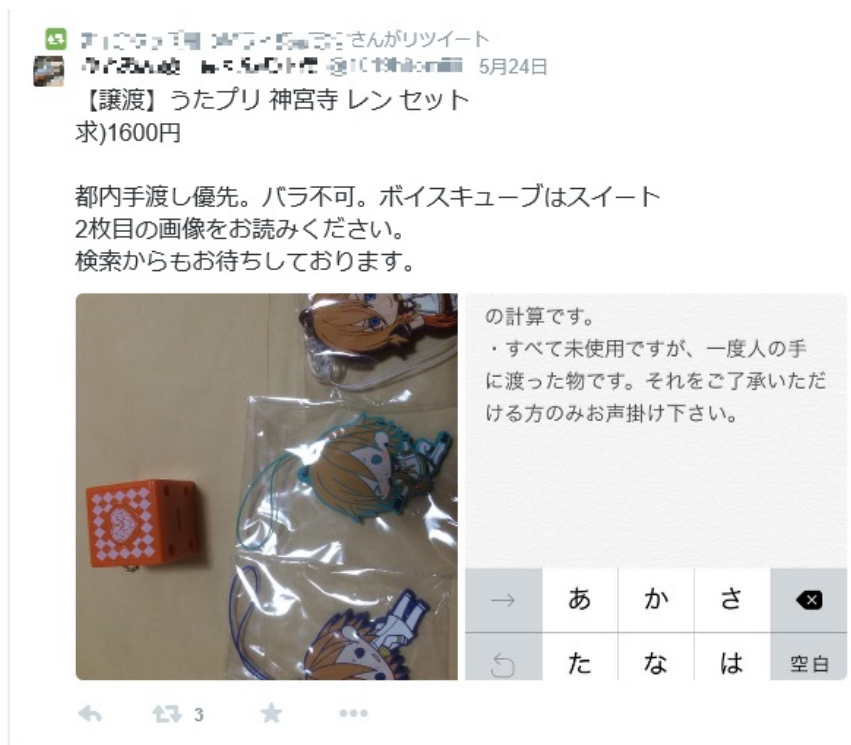 さんがリツイート
5月24日
【譲渡】うたプリ 神宮寺 レン セット
求)1600円
都内手渡し優先。バラ不可。ボイスキューブはスイート
2枚目の画像をお読みください。
検索からもお待ちしております。
の計算です。
・すべて未使用ですが、一度人の手
に渡った物です。それをご了承いただ
ける方のみお声掛け下さい。
→ あ か さ
た な は 空白
3